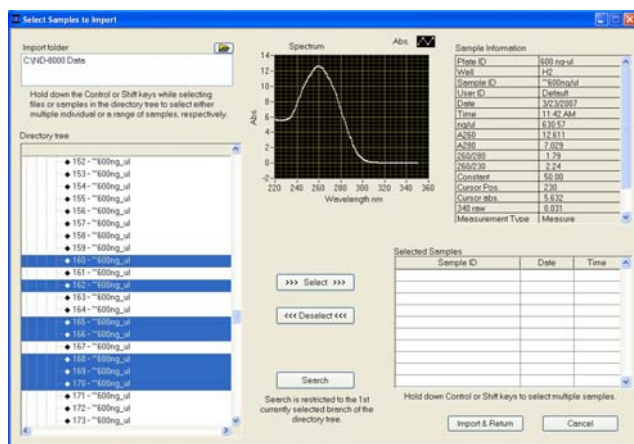 Select Samples to Import
Import folder
C:\ND-8000 Data
Hold down the Control or Shift keys while selecting
files or samples in the directory tree to select either
multiple individual or a range of samples, respectively.
Directory tree
152 - ~600ng_ul
153 - ~600ng_ul
154 - ~600ng_ul
155 - ~600ng_ul
156 - ~600ng_ul
157 - ~600ng_ul
158 - ~600ng_ul
159 - ~600ng_ul
160 - ~600ng_ul
161 - ~600ng_ul
162 - ~600ng_ul
163 - ~600ng_ul
164 - ~600ng_ul
165 - ~600ng_ul
166 - ~600ng_ul
167 - ~600ng_ul
168 - ~600ng_ul
169 - ~600ng_ul
170 - ~600ng_ul
171 - ~600ng_ul
172 - ~600ng_ul
173 - ~600ng_ul
Spectrum
Abs.
14
12
10
8
6
4
2
0
-2
Abs.
220 240 260 280 300 320 340 360
Wavelength nm
>>> Select >>>
<<< Deselect <<<
Search
Search is restricted to the 1st
currently selected branch of the
directory tree.
Sample Information
Plate ID 600 ng-ul
Well H2
Sample ID ~600ng/ul
User ID Default
Date 3/23/2007
Time 11:42 AM
ng/ul 630.57
A260 12.611
A280 7.029
260/280 1.79
260/230 2.24
Constant 50.00
Cursor Pos. 230
Cursor abs. 5.632
340 raw 0.031
Measurement Type Measure
Selected Samples
Sample ID Date Time
Hold down Control or Shift keys to select multiple samples.
Import & Return
Cancel